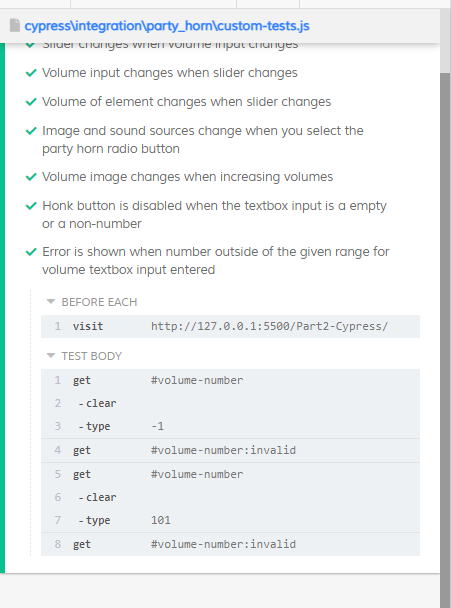 cypress\integration\party_horn\custom-tests.js
Slider changes when volume input changes
Volume input changes when slider changes
Volume of element changes when slider changes
Image and sound sources change when you select the
party horn radio button
Volume image changes when increasing volumes
Honk button is disabled when the textbox input is a empty
or a non-number
Error is shown when number outside of the given range for
volume textbox input entered
BEFORE EACH
1 visit http://127.0.0.1:5500/Part2-Cypress/
TEST BODY
1 get #volume-number
2 - clear
3 - type -1
4 get #volume-number:invalid
5 get #volume-number
6 - clear
7 - type 101
8 get #volume-number:invalid